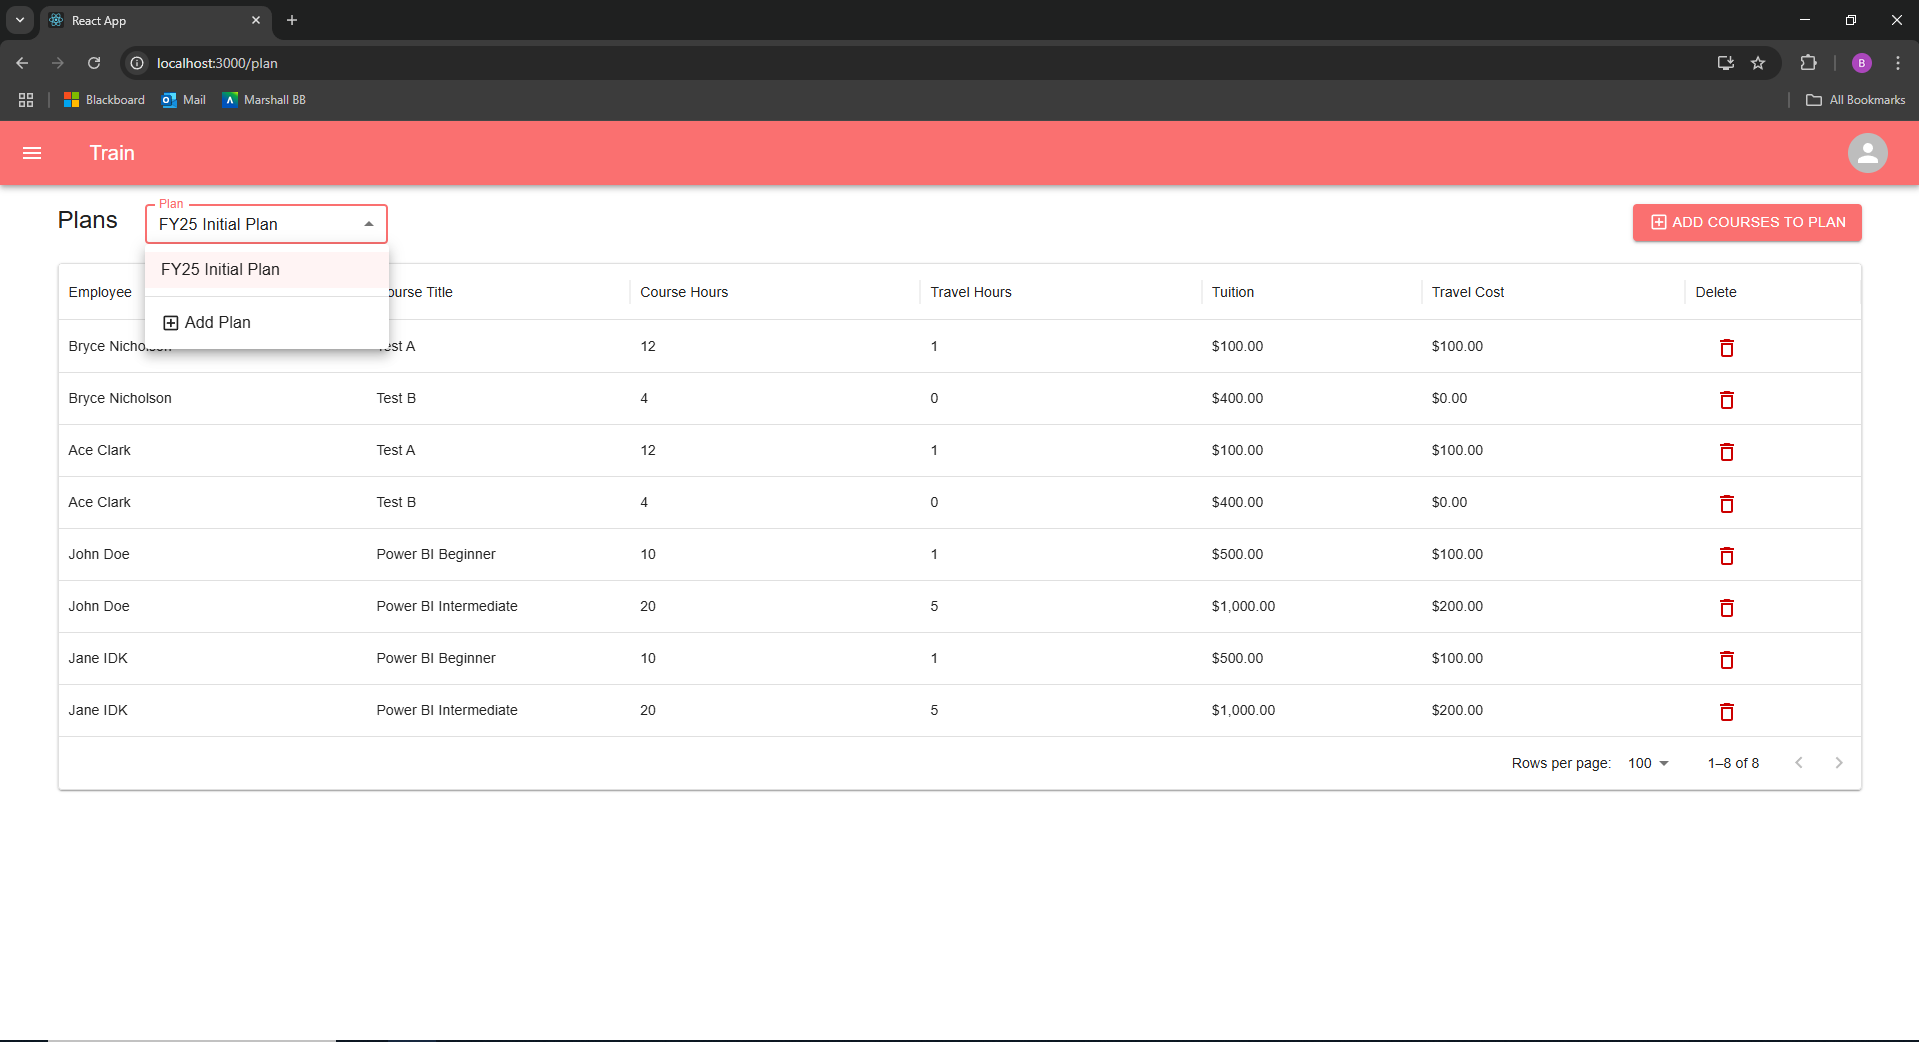 React App
localhost:3000/plan
Blackboard Mail Marshall BB All Bookmarks
B
Train
Plans
Plan
FY25 Initial Plan
ADD COURSES TO PLAN
FY25 Initial Plan
Add Plan
Employee ourse Title Course Hours Travel Hours Tuition Travel Cost Delete
Bryce Nicholson est A 12 1 $100.00 $100.00
Bryce Nicholson Test B 4 0 $400.00 $0.00
Ace Clark Test A 12 1 $100.00 $100.00
Ace Clark Test B 4 0 $400.00 $0.00
John Doe Power BI Beginner 10 1 $500.00 $100.00
John Doe Power BI Intermediate 20 5 $1,000.00 $200.00
Jane IDK Power BI Beginner 10 1 $500.00 $100.00
Jane IDK Power BI Intermediate 20 5 $1,000.00 $200.00
Rows per page: 100 1–8 of 8